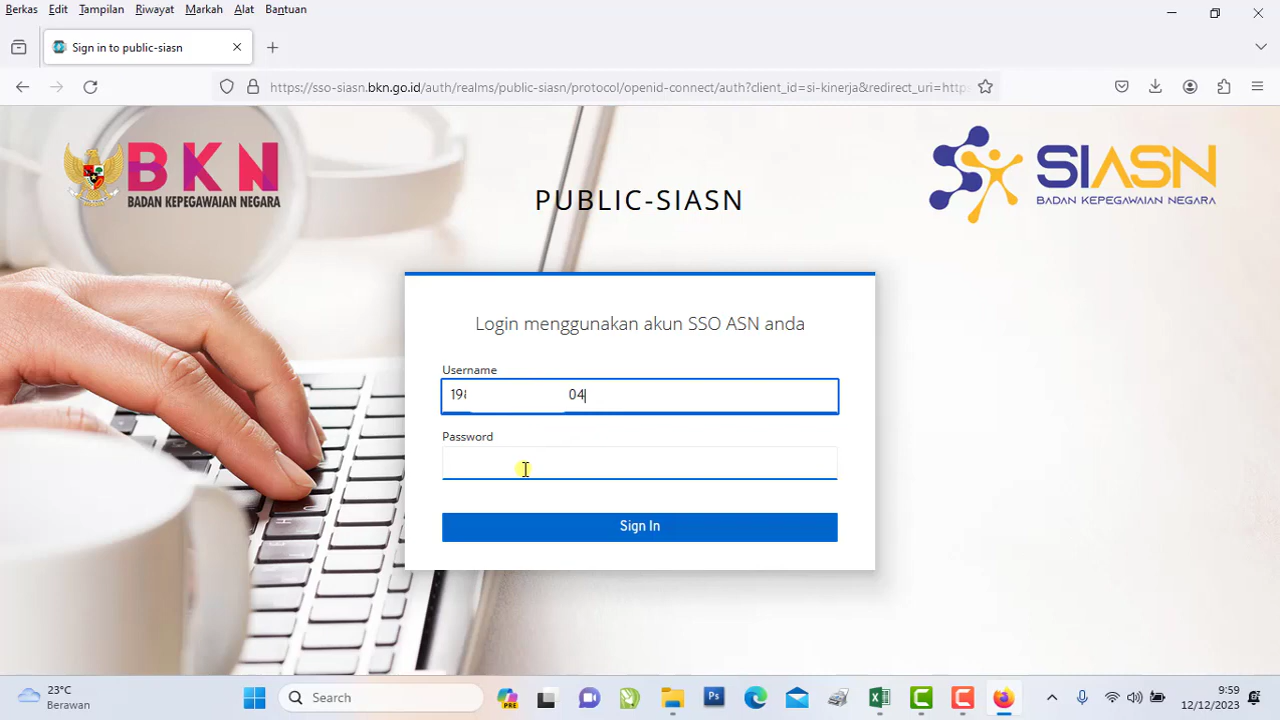 Berkas Edit Tampilan Riwayat Markah Alat Bantuan
Sign in to public-siasn
https://sso-siasn.bkn.go.id/auth/realms/public-siasn/protocol/openid-connect/auth?client_id=si-kinerja&redirect_uri=http
BKN
BADAN KEPEGAWAIAN NEGARA
SIASN
BADAN KEPEGAWAIAN NEGARA
PUBLIC-SIASN
Login menggunakan akun SSO ASN anda
Username
198 04
Password
Sign In
23°C
Berawan
Search
PRE
Ps
9:59
12/12/2023